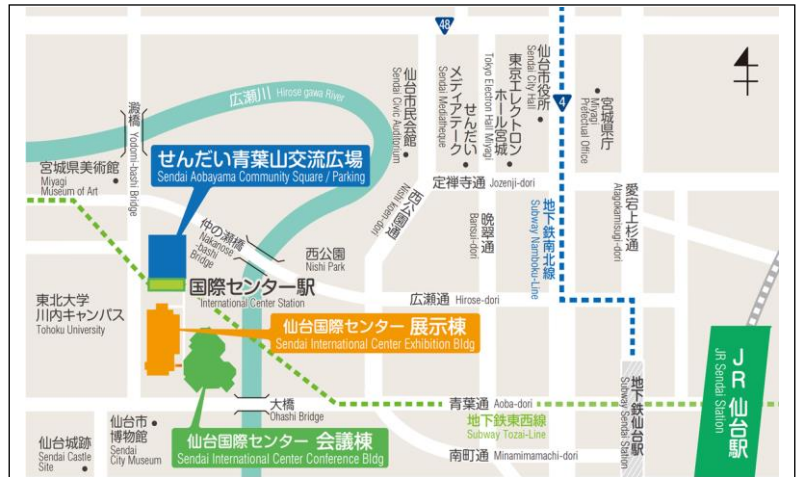 48
広瀬川 Hirose gawa River
澱橋
Yodomi-bashi Bridge
仙台市民会館
Sendai Civic Auditorium
せんだい
メディアテーク
Sendai Mediatheque
東京エレクトロン
ホール宮城
Tokyo Electron Hall Miyagi
仙台市役所
Sendai City Hall
4
宮城県庁
Miyagi
Prefectual Office
せんだい青葉山交流広場
Sendai Aobayama Community Square / Parking
宮城県美術館
Miyagi
Museum of Art
定禅寺通 Jozenji-dori
西公園通
Nishi koen-dori
晩翠通
Bansui-dori
地下鉄南北線
Subway Namboku-Line
愛宕上杉通
Atagokamisugi-dori
仲の瀬橋
Nakanose
-bashi
Bridge
西公園
Nishi Park
国際センター駅
International Center Station
広瀬通 Hirose-dori
東北大学
川内キャンパス
Tohoku University
仙台国際センター 展示棟
Sendai International Center Exhibition Bldg
JR 仙台駅
JR Sendai Station
地下鉄仙台駅
Subway Sendai Station
大橋
Ohashi Bridge
青葉通 Aoba-dori
地下鉄東西線
Subway Tozai-Line
仙台市
博物館
Sendai
City Museum
仙台城跡
Sendai Castle
Site
仙台国際センター 会議棟
Sendai International Center Conference Bldg
南町通 Minamimamachi-dori